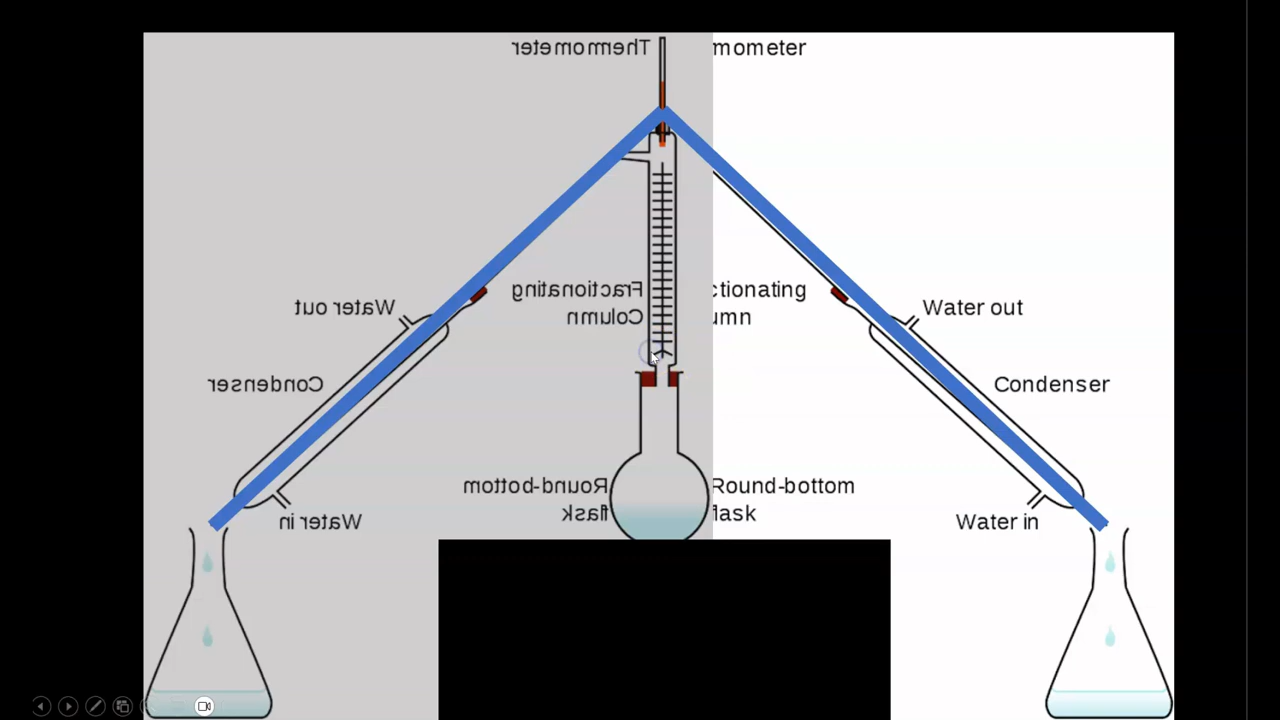 Thermometer
mometer
Fractionating
Column
ctionating
umn
Water out
Water out
Condenser
Condenser
Round-bottom
flask
Round-bottom
flask
Water in
Water in